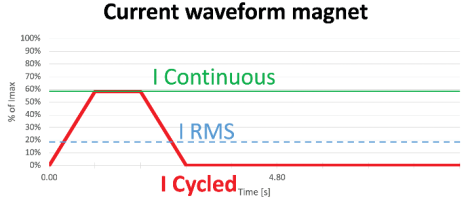 Current waveform magnet
100%
90%
80%
70%
60%
50%
40%
30%
20%
10%
0%
% of Imax
I Continuous
I RMS
I Cycled
0.00
4.80
Time [s]